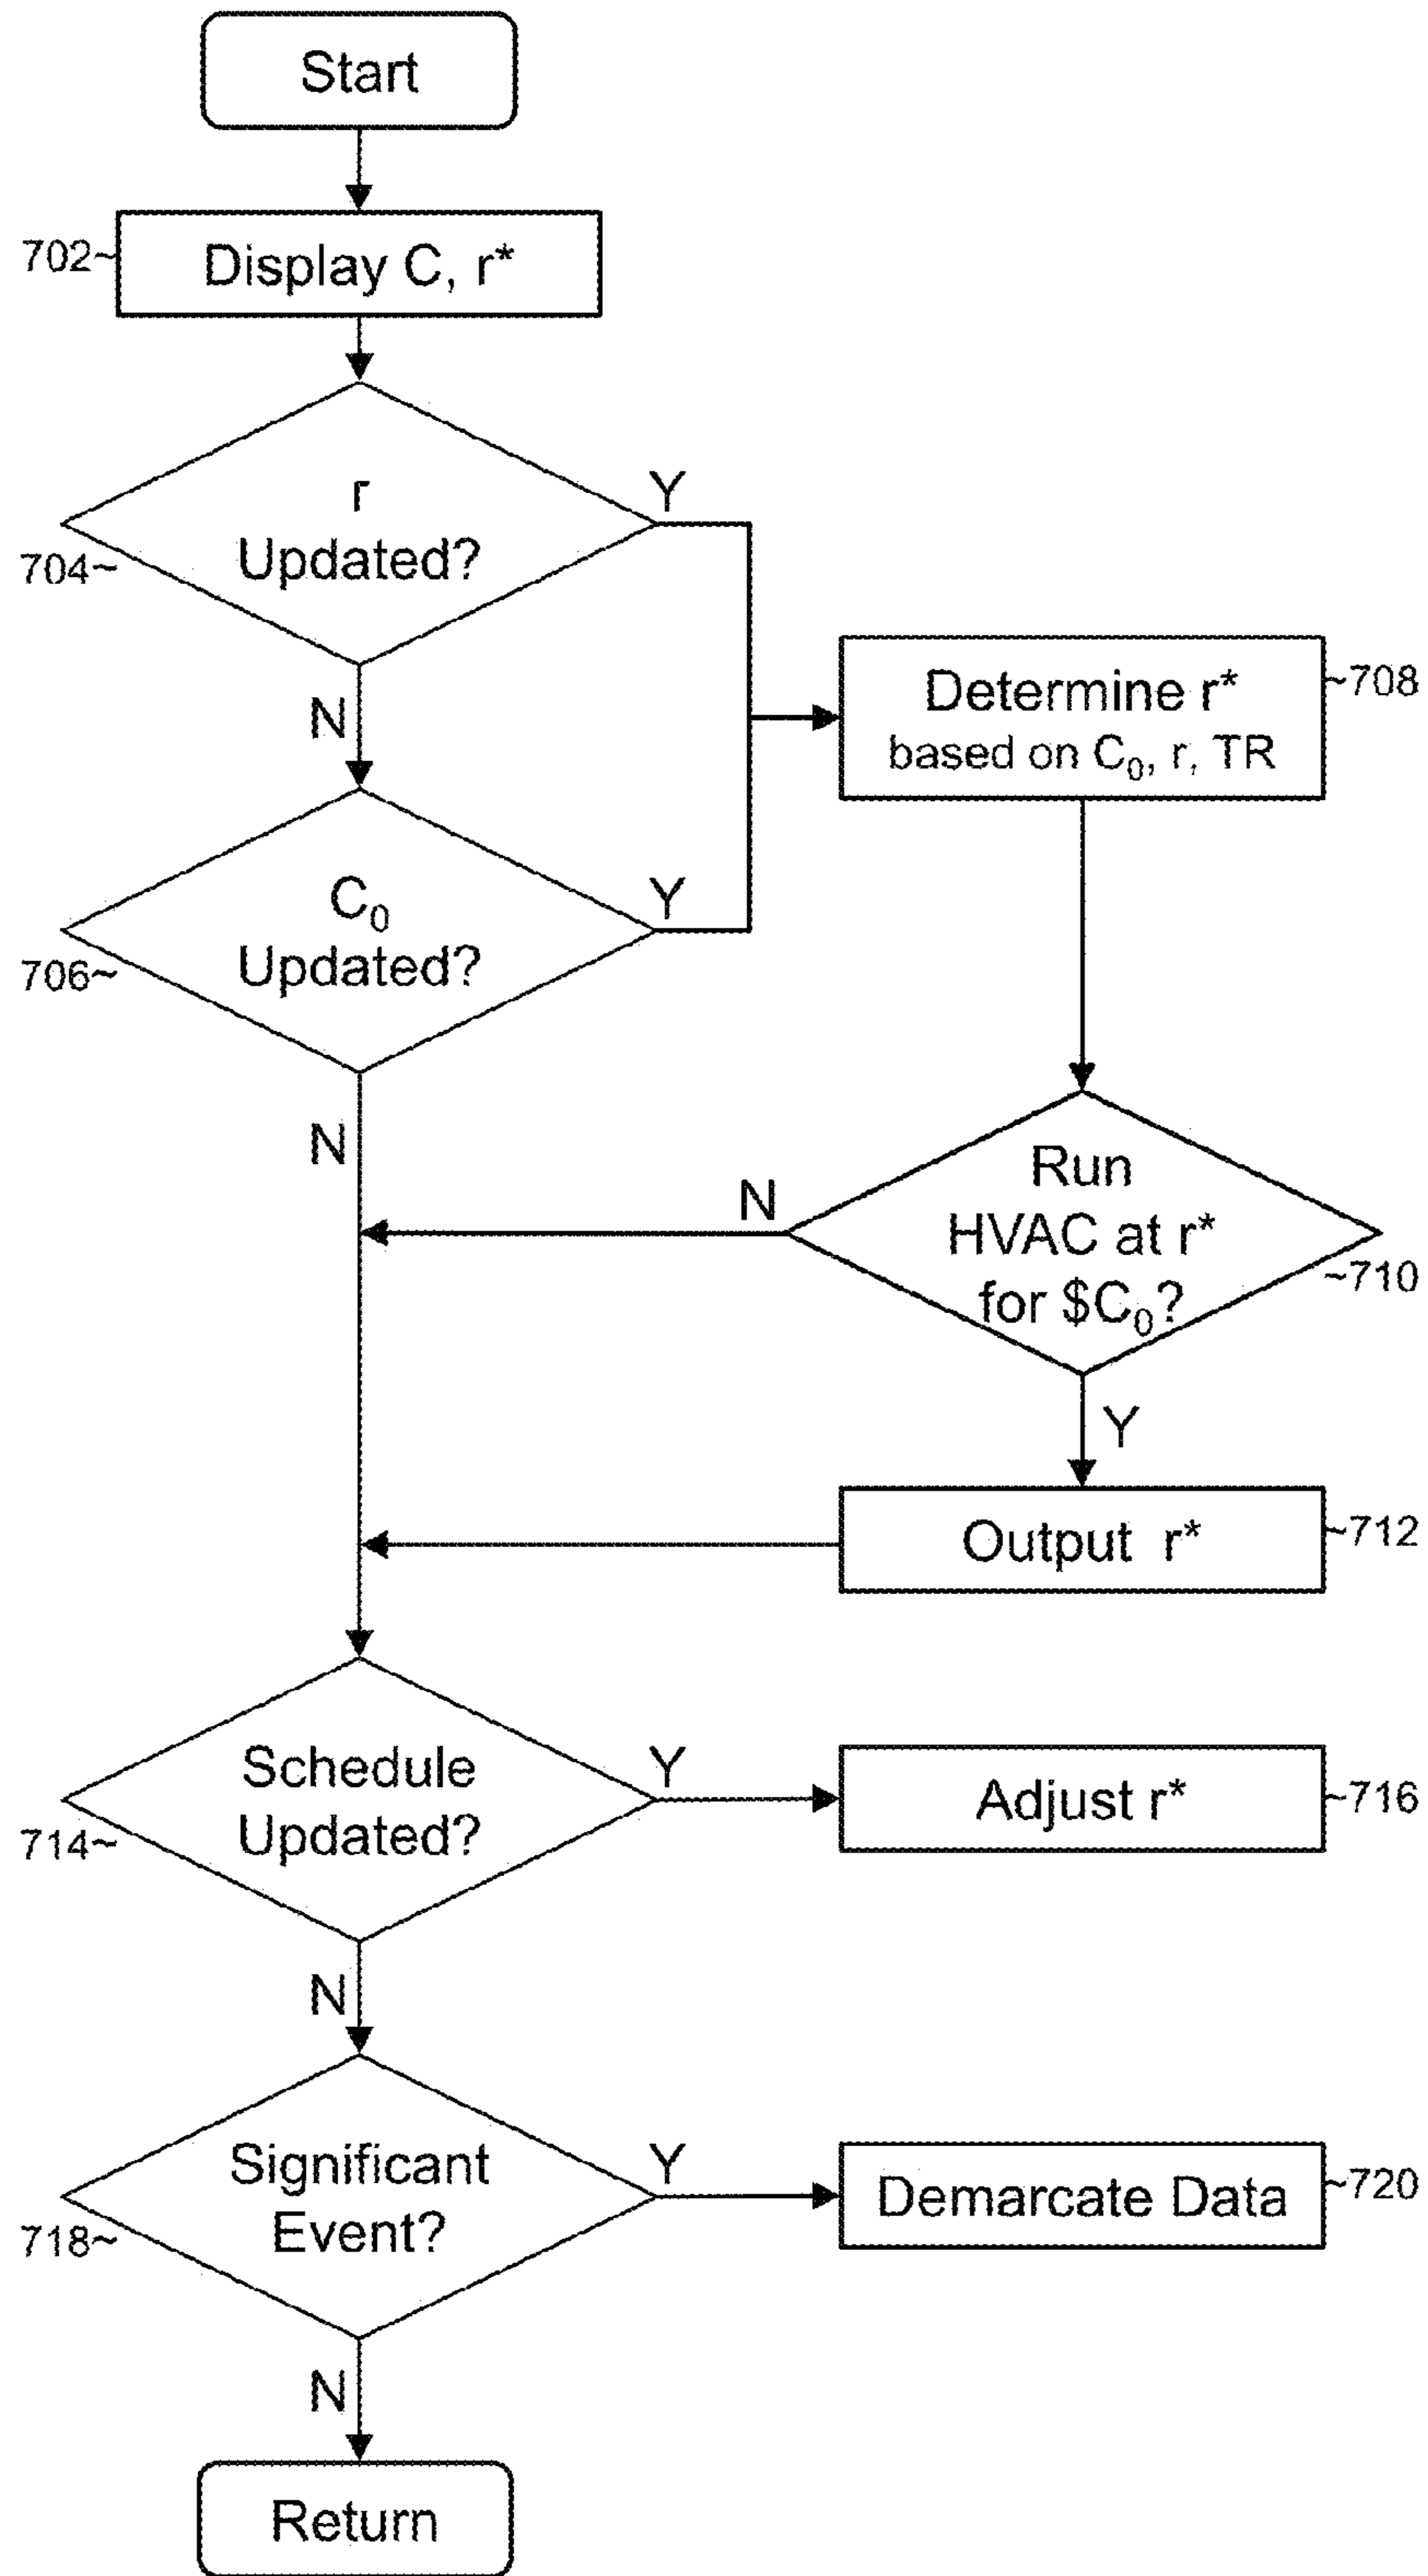 Start
702~
Display C, r*
r
Updated?
Y
704~
N
Determine r*
based on C₀, r, TR
~708
C₀
Updated?
Y
706~
N
Run
HVAC at r*
for $C₀?
N
~710
Y
Output r*
~712
Schedule
Updated?
Y
714~
Adjust r*
~716
N
Significant
Event?
Y
718~
Demarcate Data
~720
N
Return